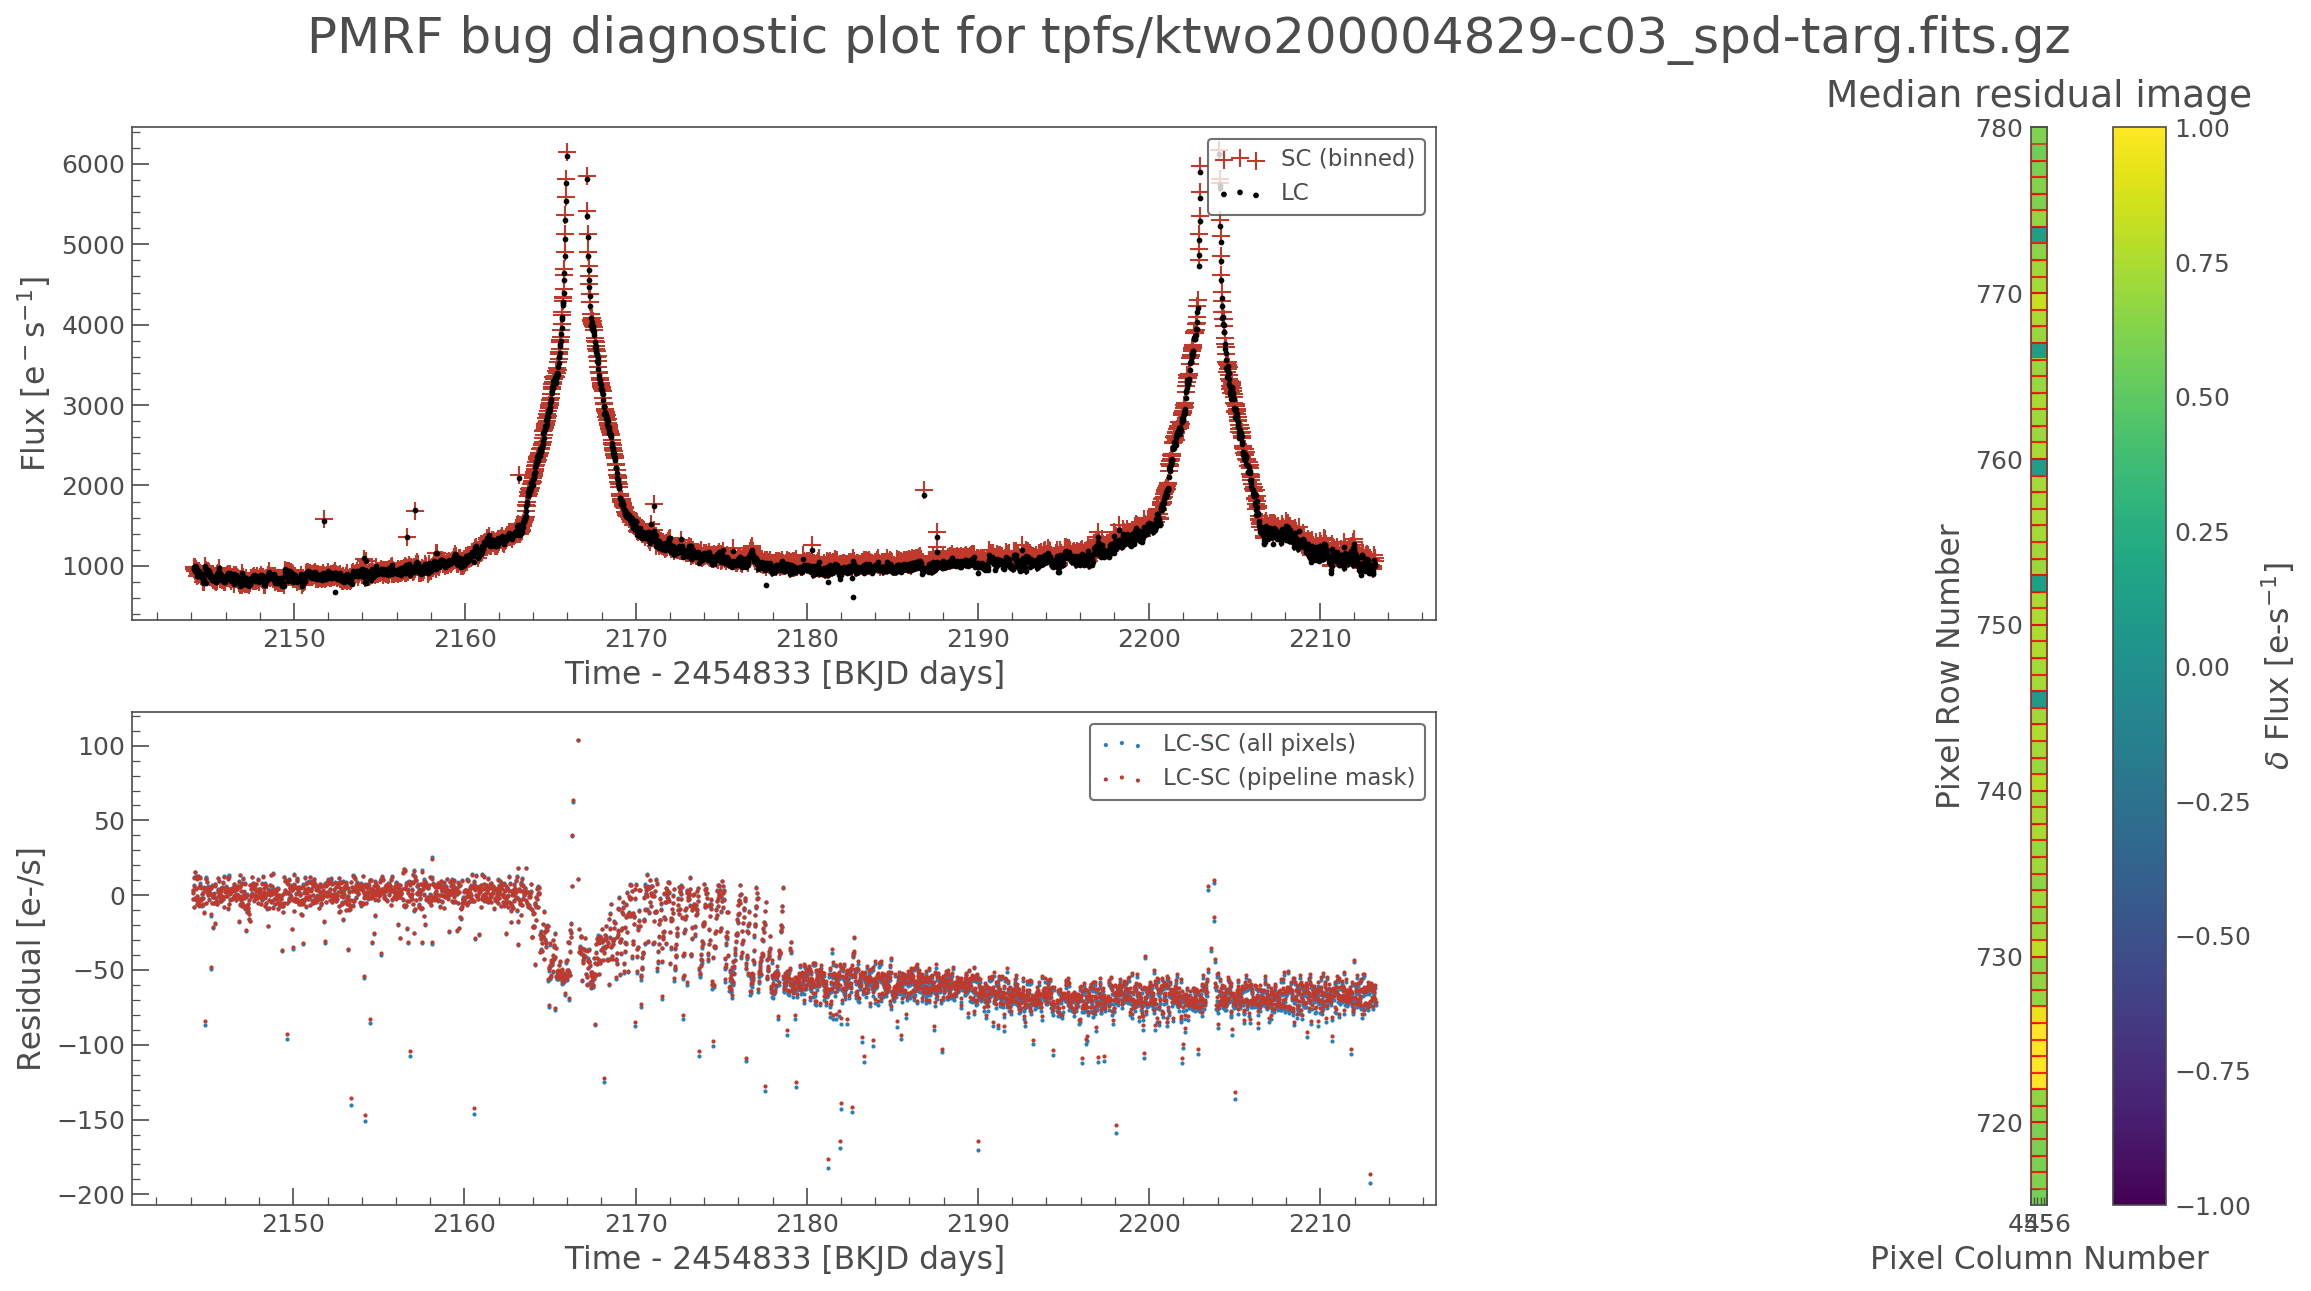 PMRF bug diagnostic plot for tpfs/ktwo200004829-c03_spd-targ.fits.gz
Flux [e⁻ s⁻¹]
6000
5000
4000
3000
2000
1000
SC (binned)
LC
2150 2160 2170 2180 2190 2200 2210
Time - 2454833 [BKJD days]
Residual [e-/s]
100
50
0
−50
−100
−150
−200
LC-SC (all pixels)
LC-SC (pipeline mask)
2150 2160 2170 2180 2190 2200 2210
Time - 2454833 [BKJD days]
Median residual image
Pixel Row Number
780
770
760
750
740
730
720
Pixel Column Number
1.00
0.75
0.50
0.25
0.00
−0.25
−0.50
−0.75
−1.00
δ Flux [e-s⁻¹]